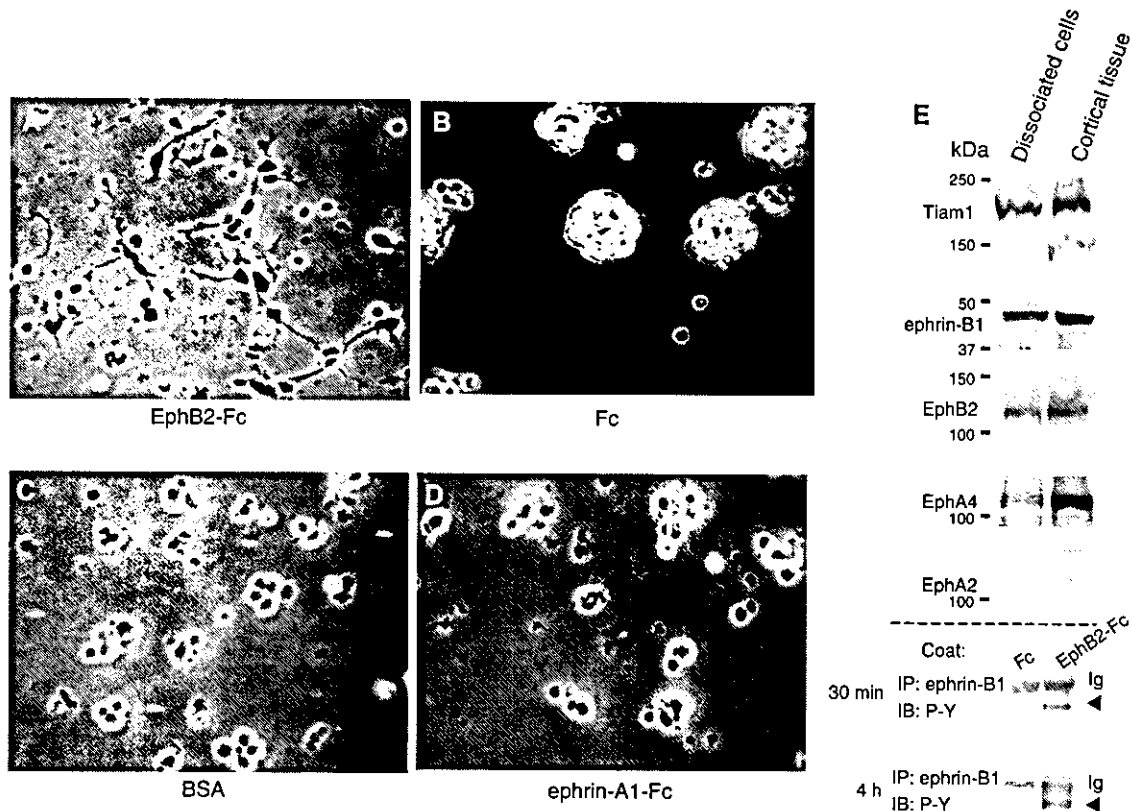 B
EphB2-Fc
Fc
C
D
BSA
ephrin-A1-Fc
E
Dissociated cells
Cortical tissue
kDa
250
Tiam1
150
50
ephrin-B1
37
150
EphB2
100
EphA4
100
EphA2
100
Coat: Fc EphB2-Fc
30 min IP: ephrin-B1 Ig
IB: P-Y
4 h IP: ephrin-B1 Ig
IB: P-Y